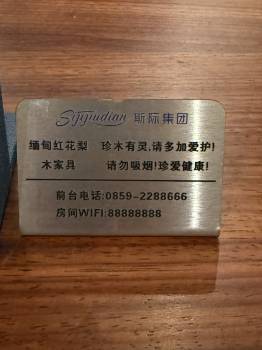 Sijidian 斯际集团
缅甸红花梨 珍木有灵,请多加爱护!
木家具 请勿吸烟!珍爱健康!
前台电话:0859-2288666
房间WIFI:88888888